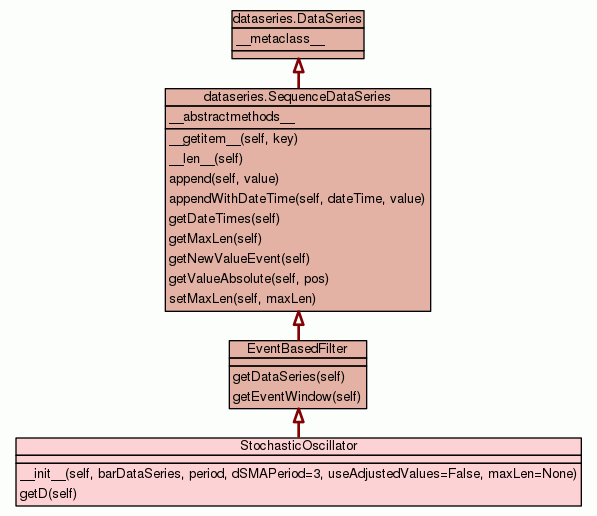 dataseries.DataSeries
__metaclass__
dataseries.SequenceDataSeries
__abstractmethods__
__getitem__(self, key)
__len__(self)
append(self, value)
appendWithDateTime(self, dateTime, value)
getDateTimes(self)
getMaxLen(self)
getNewValueEvent(self)
getValueAbsolute(self, pos)
setMaxLen(self, maxLen)
EventBasedFilter
getDataSeries(self)
getEventWindow(self)
StochasticOscillator
__init__(self, barDataSeries, period, dSMAPeriod=3, useAdjustedValues=False, maxLen=None)
getD(self)